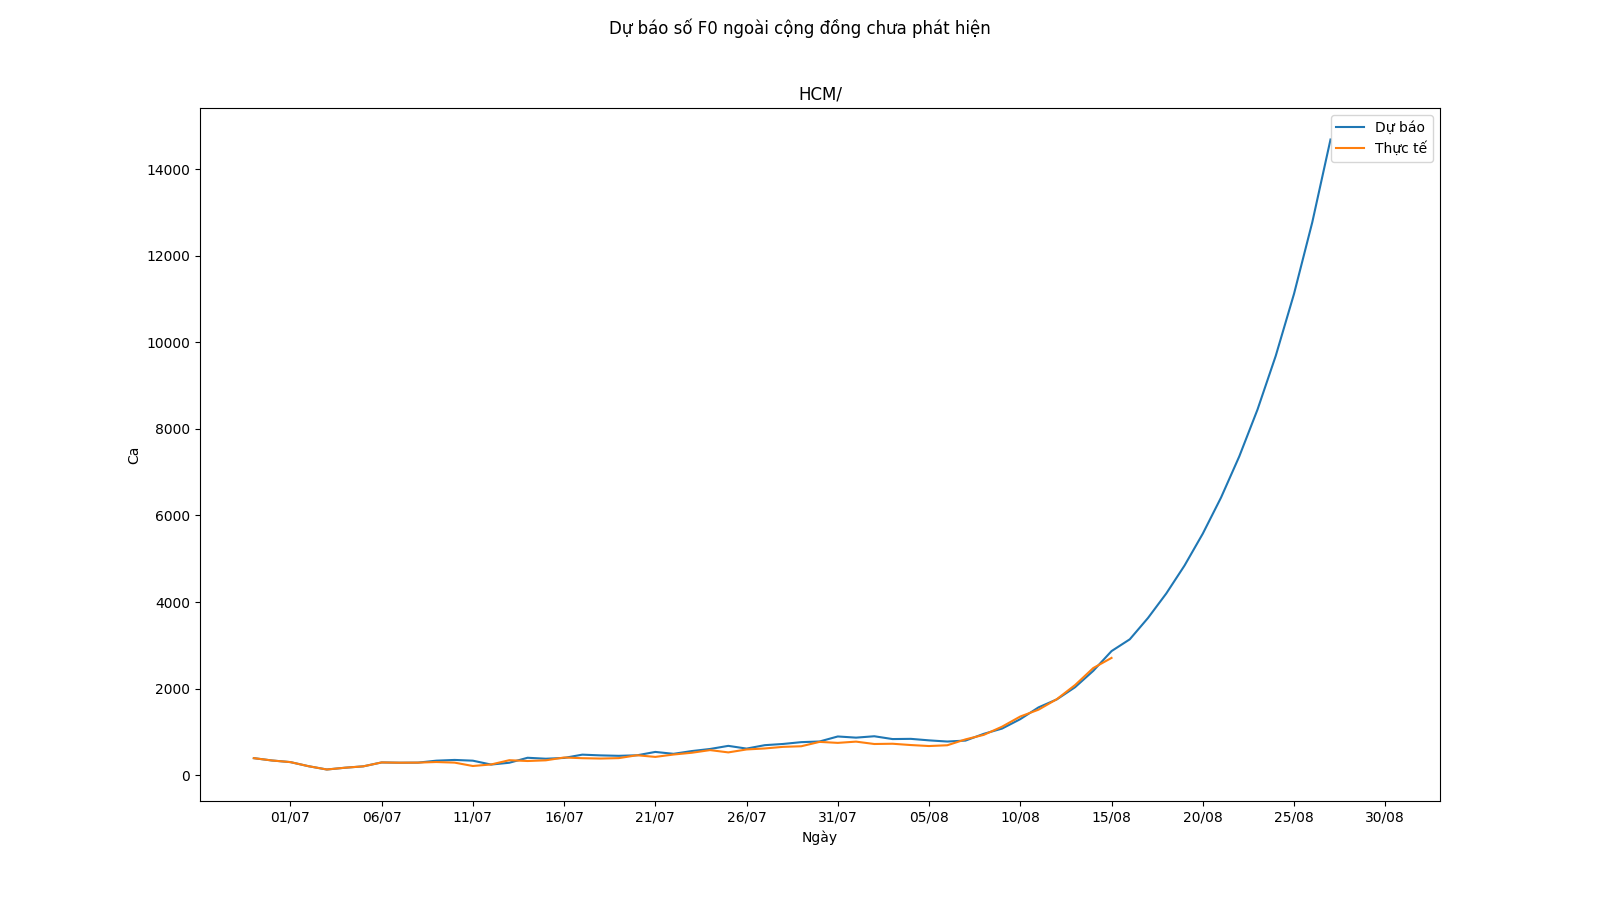 Dự báo số F0 ngoài cộng đồng chưa phát hiện
HCM/
Dự báo
Thực tế
14000
12000
10000
8000
6000
4000
2000
0
Ca
01/07 06/07 11/07 16/07 21/07 26/07 31/07 05/08 10/08 15/08 20/08 25/08 30/08
Ngày